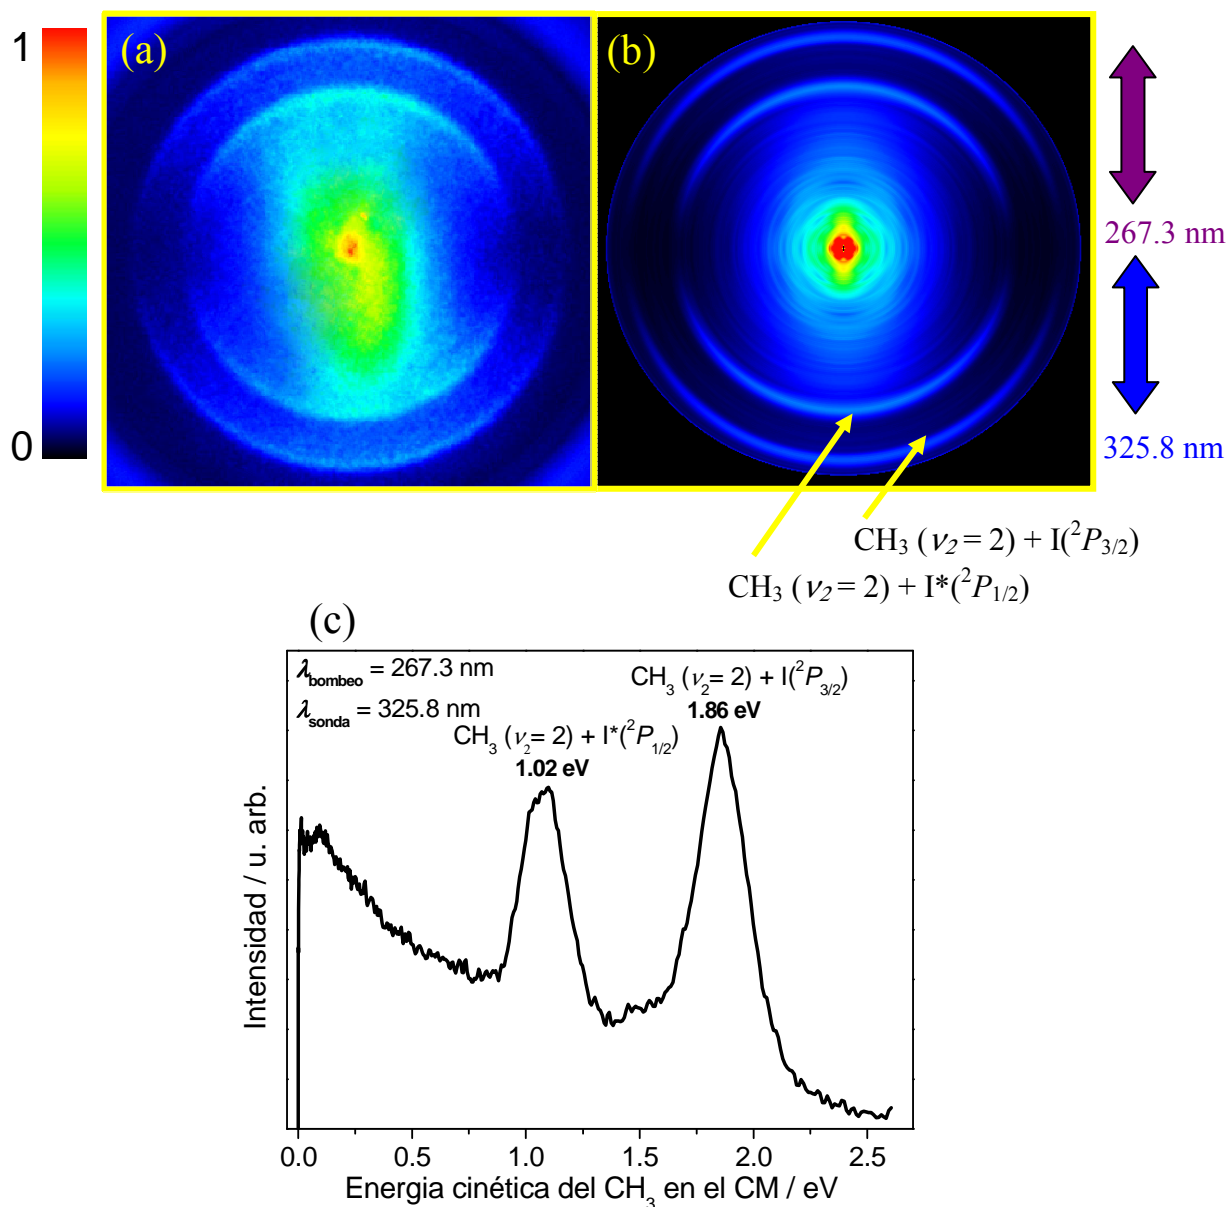 1
0
(a)
(b)
267.3 nm
325.8 nm
CH₃ (ν₂ = 2) + I(²P₃/₂)
CH₃ (ν₂ = 2) + I*(²P₁/₂)
(c)
λbombeo = 267.3 nm
λsonda = 325.8 nm
CH₃ (ν₂ = 2) + I(²P₃/₂)
1.86 eV
CH₃ (ν₂ = 2) + I*(²P₁/₂)
1.02 eV
Intensidad / u. arb.
0.0 0.5 1.0 1.5 2.0 2.5
Energia cinética del CH₃ en el CM / eV